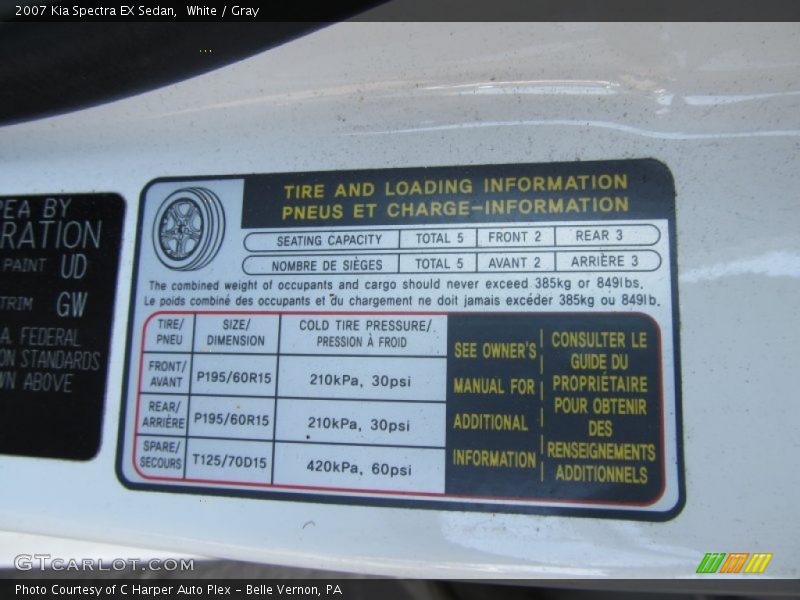 2007 Kia Spectra EX Sedan,  White / Gray
REA BY
RATION
PAINT UD
TRIM GW
A. FEDERAL
ON STANDARDS
WN ABOVE
TIRE AND LOADING INFORMATION
PNEUS ET CHARGE-INFORMATION
SEATING CAPACITY TOTAL 5 FRONT 2 REAR 3
NOMBRE DE SIÈGES TOTAL 5 AVANT 2 ARRIÈRE 3
The combined weight of occupants and cargo should never exceed 385kg or 849lbs.
Le poids combiné des occupants et du chargement ne doit jamais excéder 385kg ou 849lb.
TIRE/
PNEU
SIZE/
DIMENSION
COLD TIRE PRESSURE/
PRESSION À FROID
FRONT/
AVANT
P195/60R15
210kPa, 30psi
REAR/
ARRIÈRE
P195/60R15
210kPa, 30psi
SPARE/
SECOURS
T125/70D15
420kPa, 60psi
SEE OWNER'S
MANUAL FOR
ADDITIONAL
INFORMATION
CONSULTER LE
GUIDE DU
PROPRIÉTAIRE
POUR OBTENIR
DES
RENSEIGNEMENTS
ADDITIONNELS
GTCARLOT.COM
Photo Courtesy of C Harper Auto Plex - Belle Vernon, PA